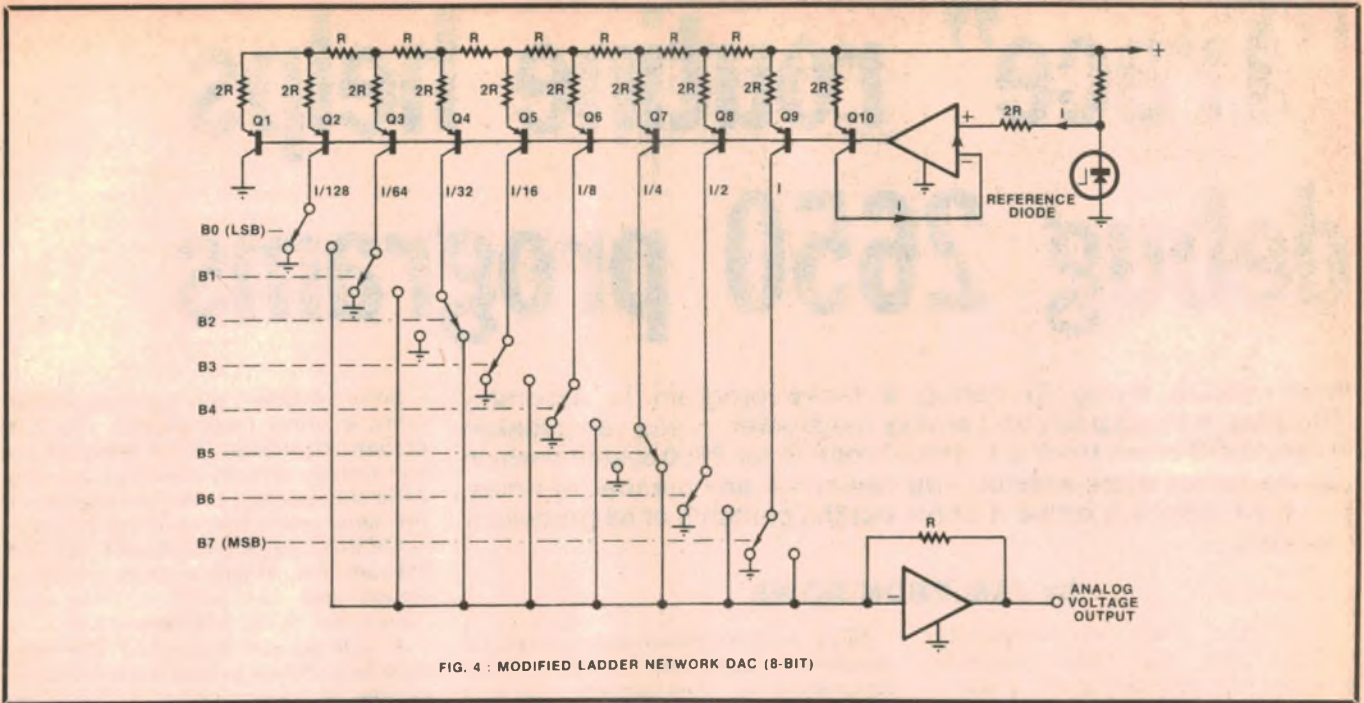 R R R R R R R
+
2R 2R 2R 2R 2R 2R 2R 2R 2R 2R
Q1 Q2 Q3 Q4 Q5 Q6 Q7 Q8 Q9 Q10
+ 2R I
−
I/128 I/64 I/32 I/16 I/8 I/4 I/2 I
REFERENCE
DIODE
I
B0 (LSB)
B1
B2
B3
B4
B5
B6
B7 (MSB)
R
−
ANALOG
VOLTAGE
OUTPUT
FIG. 4 : MODIFIED LADDER NETWORK DAC (8-BIT)